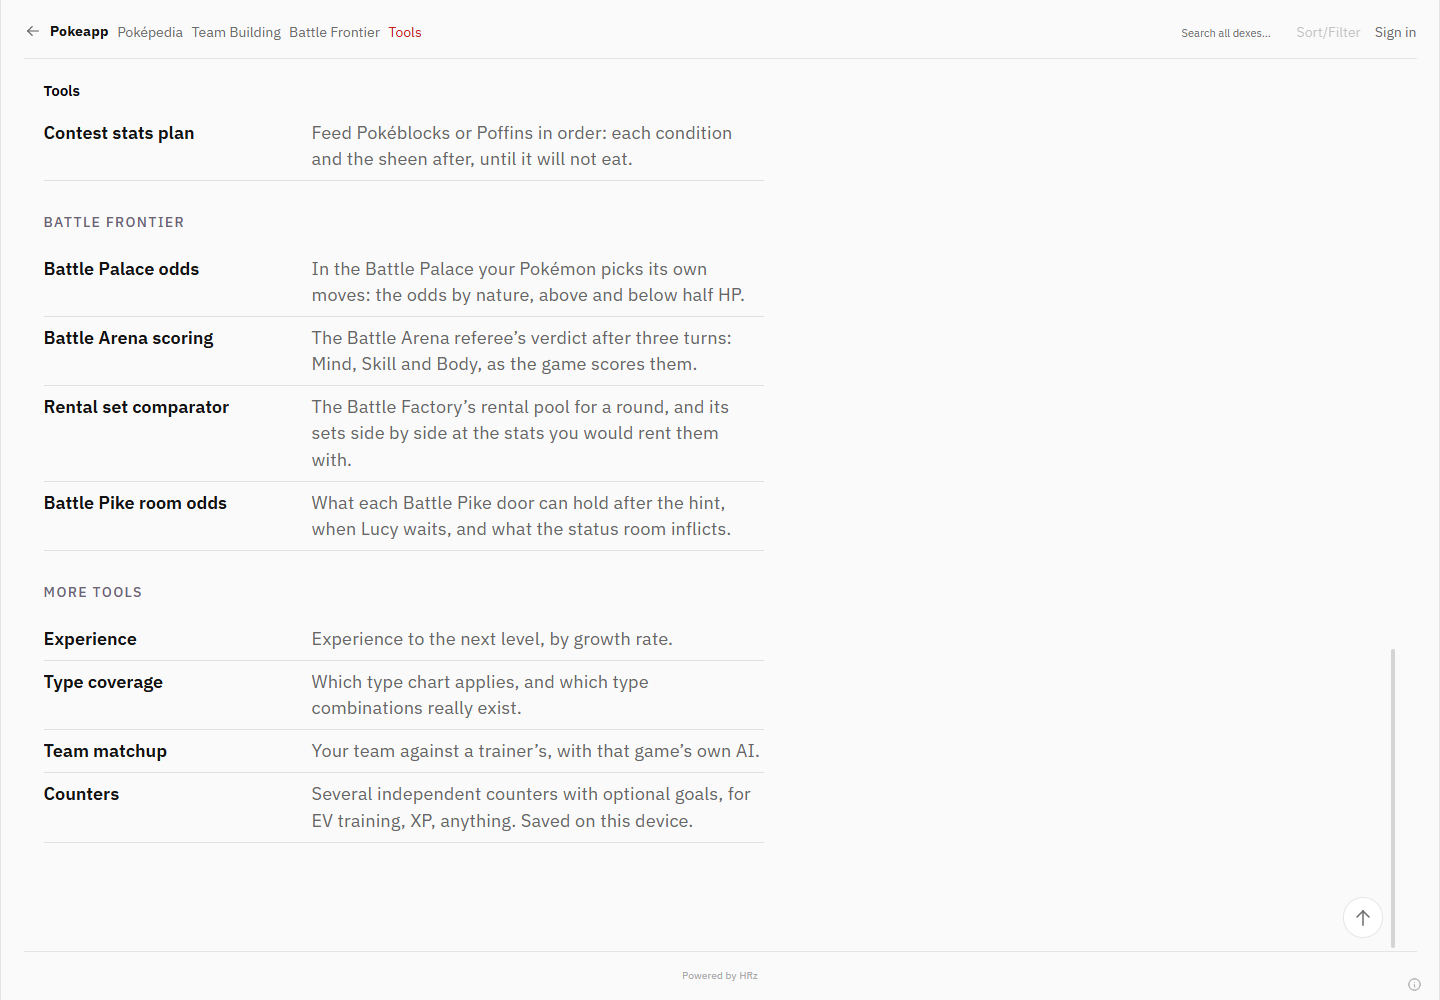 Pokeapp Poképedia Team Building Battle Frontier Tools
Search all dexes... Sort/Filter Sign in
Tools
Contest stats plan
Feed Pokéblocks or Poffins in order: each condition
and the sheen after, until it will not eat.
BATTLE FRONTIER
Battle Palace odds
In the Battle Palace your Pokémon picks its own
moves: the odds by nature, above and below half HP.
Battle Arena scoring
The Battle Arena referee’s verdict after three turns:
Mind, Skill and Body, as the game scores them.
Rental set comparator
The Battle Factory’s rental pool for a round, and its
sets side by side at the stats you would rent them
with.
Battle Pike room odds
What each Battle Pike door can hold after the hint,
when Lucy waits, and what the status room inflicts.
MORE TOOLS
Experience
Experience to the next level, by growth rate.
Type coverage
Which type chart applies, and which type
combinations really exist.
Team matchup
Your team against a trainer’s, with that game’s own AI.
Counters
Several independent counters with optional goals, for
EV training, XP, anything. Saved on this device.
Powered by HRz